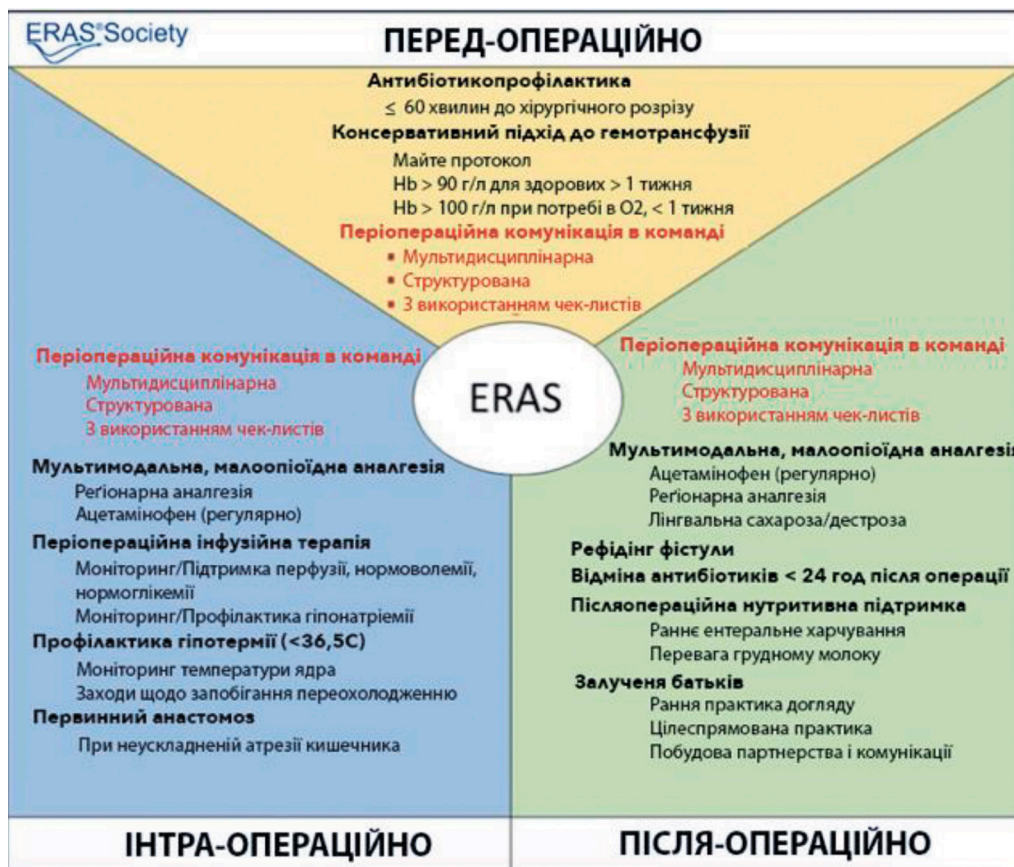 ERAS®Society
ПЕРЕД-ОПЕРАЦІЙНО
Антибіотикопрофілактика
≤ 60 хвилин до хірургічного розрізу
Консервативний підхід до гемотрансфузії
Майте протокол
Hb > 90 г/л для здорових > 1 тижня
Hb > 100 г/л при потребі в О2, < 1 тижня
Періопераційна комунікація в команді
▪ Мультидисциплінарна
▪ Структурована
▪ З використанням чек-листів
ERAS
Періопераційна комунікація в команді
Мультидисциплінарна
Структурована
З використанням чек-листів
Мультимодальна, малоопіоїдна аналгезія
Реґіонарна аналгезія
Ацетамінофен (регулярно)
Періопераційна інфузійна терапія
Моніторинг/Підтримка перфузії, нормоволемії,
нормоглікемії
Моніторинг/Профілактика гіпонатріемії
Профілактика гіпотермії (<36,5С)
Моніторинг температури ядра
Заходи щодо запобігання переохолодженню
Первинний анастомоз
При неускладненій атрезії кишечника
ІНТРА-ОПЕРАЦІЙНО
Періопераційна комунікація в команді
Мультидисциплінарна
Структурована
З використанням чек-листів
Мультимодальна, малоопіоїдна аналгезія
Ацетамінофен (регулярно)
Реґіонарна аналгезія
Лінгвальна сахароза/дестроза
Рефідінг фістули
Відміна антибіотиків < 24 год після операції
Післяопераційна нутритивна підтримка
Раннє ентеральне харчування
Перевага грудному молоку
Залученя батьків
Рання практика догляду
Цілеспрямована практика
Побудова партнерства і комунікації
ПІСЛЯ-ОПЕРАЦІЙНО